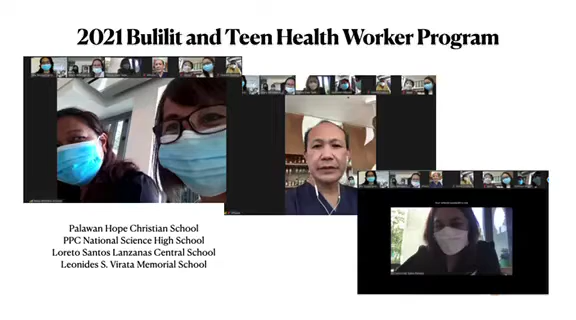 2021 Bulilit and Teen Health Worker Program
Palawan Hope Christian School
PPC National Science High School
Loreto Santos Lanzanas Central School
Leonides S. Virata Memorial School